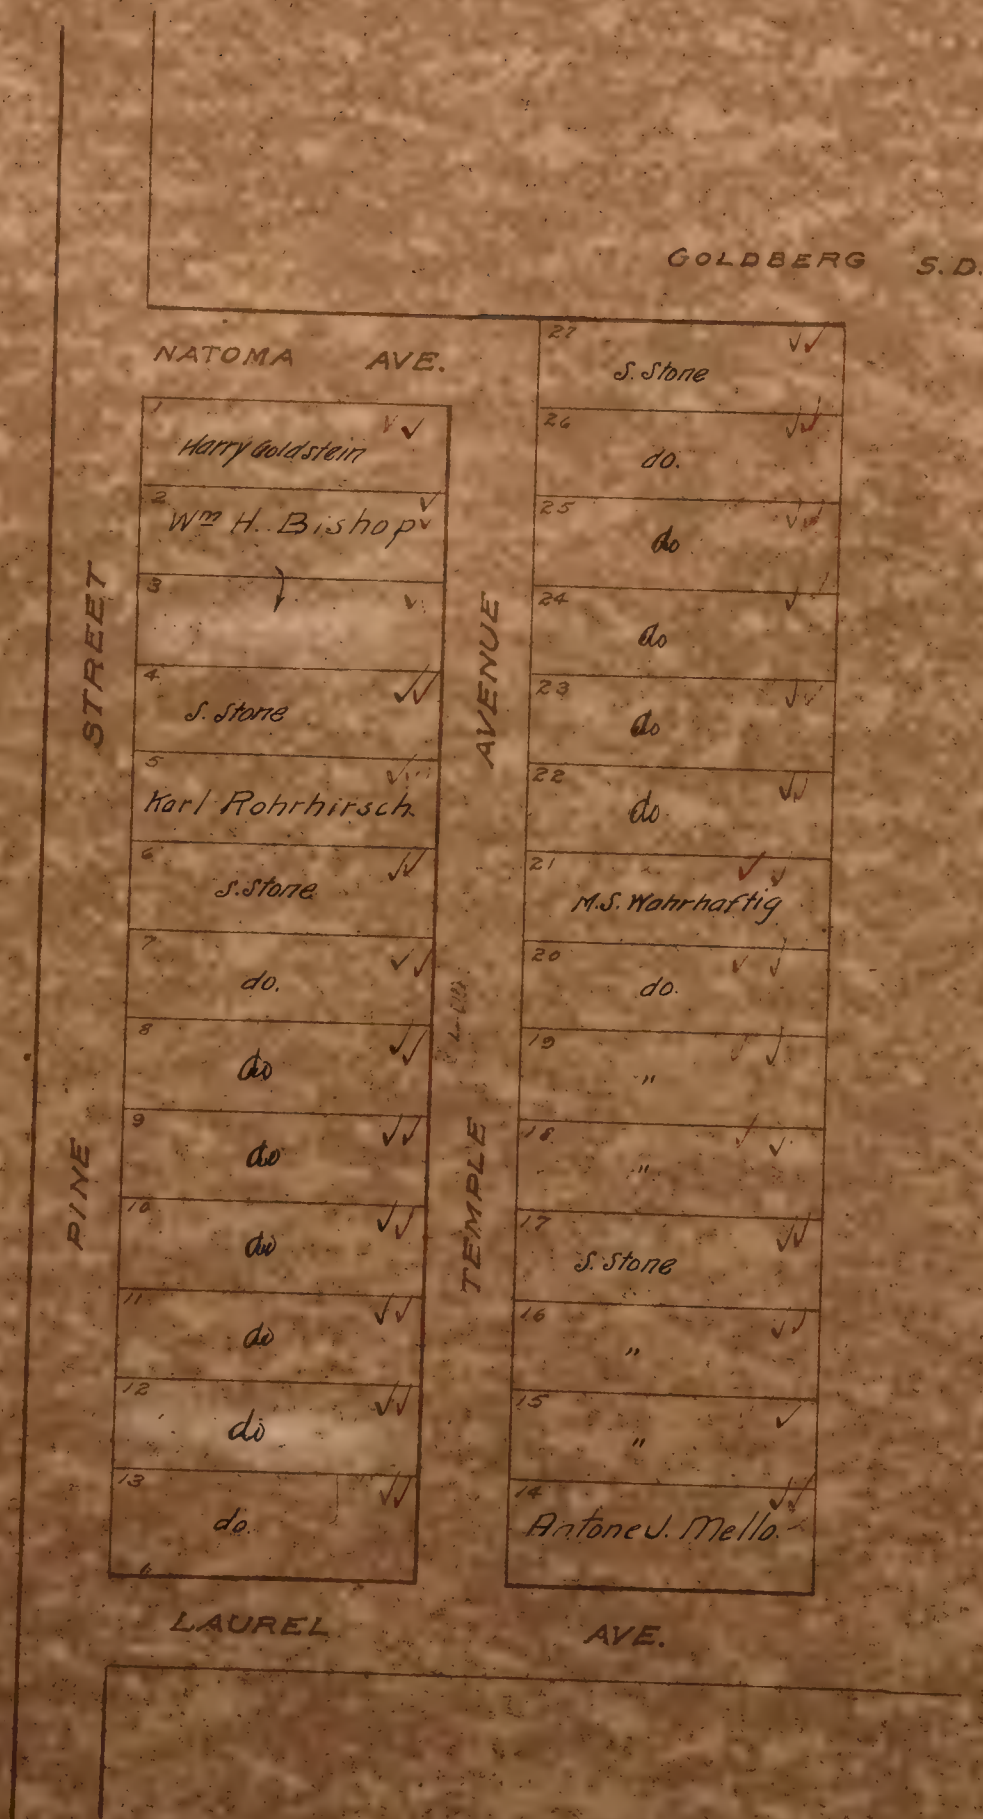 GOLDBERG S.D.
NATOMA AVE.
STREET
PINE
1
Harry Goldstein
2
Wm H. Bishop
3
4
S. Stone
5
Karl Rohrhirsch
6
S. Stone
7
do.
8
do
9
do
10
do
11
do
12
do
13
do.
AVENUE
TEMPLE
27
S. Stone
26
do.
25
do
24
do
23
do
22
do
21
M.S. Wahrhaftig
20
do.
19
"
18
"
17
S. Stone
16
"
15
"
14
Antone J. Mello.
LAUREL AVE.